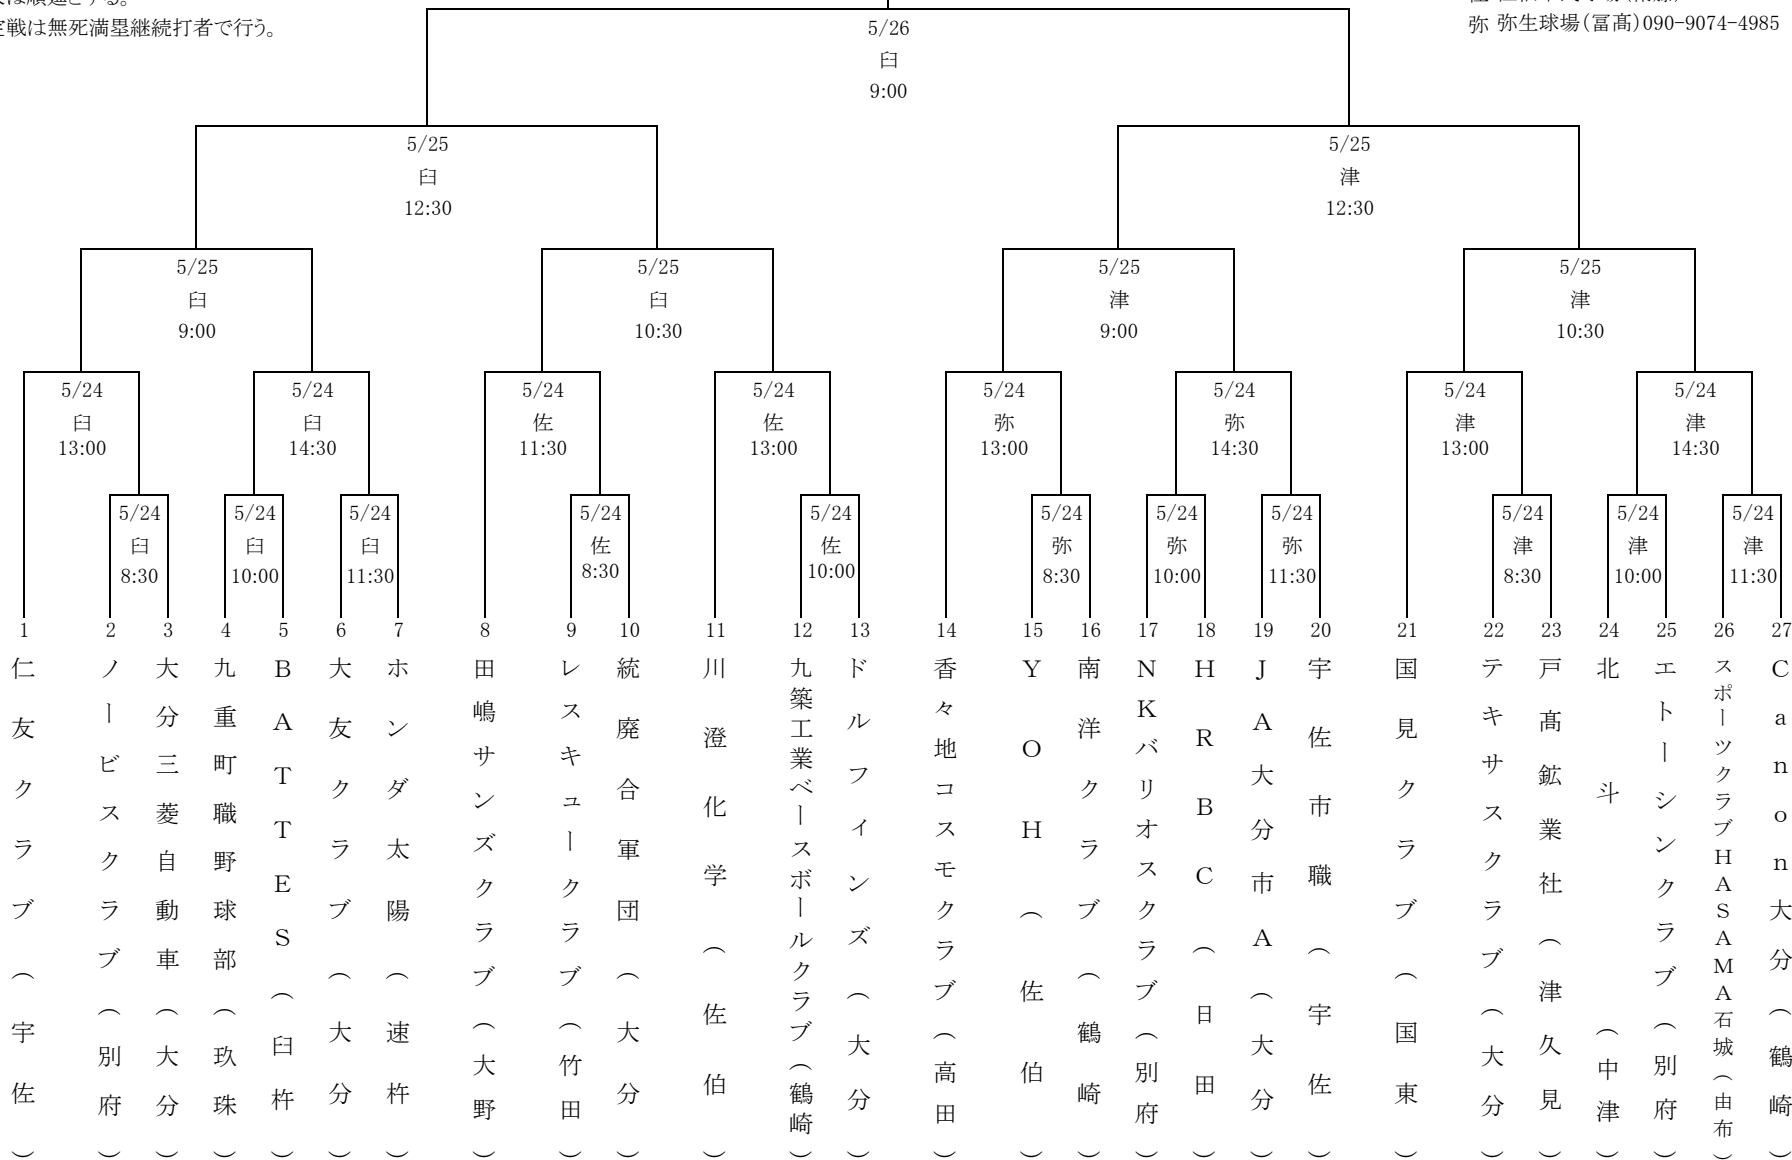 は順延とする。
戦は無死満塁継続打者で行う。
弥 弥生球場(冨髙)090-9074-4985
5/26
臼
9:00
5/25
臼
12:30
5/25
津
12:30
5/25
臼
9:00
5/25
臼
10:30
5/25
津
9:00
5/25
津
10:30
5/24
臼
13:00
5/24
臼
14:30
5/24
佐
11:30
5/24
佐
13:00
5/24
弥
13:00
5/24
弥
14:30
5/24
津
13:00
5/24
津
14:30
5/24
臼
8:30
5/24
臼
10:00
5/24
臼
11:30
5/24
佐
8:30
5/24
佐
10:00
5/24
弥
8:30
5/24
弥
10:00
5/24
弥
11:30
5/24
津
8:30
5/24
津
10:00
5/24
津
11:30
1
仁友クラブ(宇佐)
2
ノービスクラブ(別府)
3
大分三菱自動車(大分)
4
九重町職野球部(玖珠)
5
BATTES(臼杵)
6
大友クラブ(大分)
7
ホンダ太陽(速杵)
8
田嶋サンズクラブ(大野)
9
レスキュークラブ(竹田)
10
統廃合軍団(大分)
11
川澄化学(佐伯)
12
九築工業ベースボールクラブ(鶴崎)
13
ドルフィンズ(大分)
14
香々地コスモクラブ(高田)
15
YOH(佐伯)
16
南洋クラブ(鶴崎)
17
NKバリオスクラブ(別府)
18
HRBC(日田)
19
JA大分市A(大分)
20
宇佐市職(宇佐)
21
国見クラブ(国東)
22
テキサスクラブ(大分)
23
戸髙鉱業社(津久見)
24
北斗(中津)
25
エトーシンクラブ(別府)
26
スポーツクラブHASAMA石城(由布)
27
Canon大分(鶴崎)